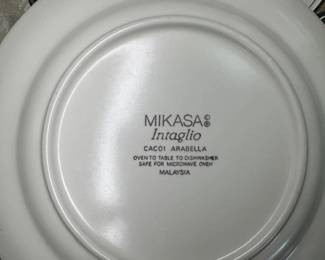 MIKASA©®
Intaglio
CAC01 ARABELLA
OVEN TO TABLE TO DISHWASHER
SAFE FOR MICROWAVE OVEN
MALAYSIA